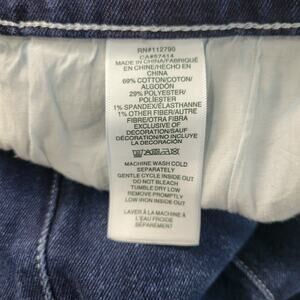 RN#112790
CA#57414
MADE IN CHINA/FABRIQUÉ
EN CHINE/HECHO EN
CHINA
69% COTTON/COTON/
ALGODÓN
29% POLYESTER/
POLIESTER
1% SPANDEX/ÉLASTHANNE
1% OTHER FIBER/AUTRE
FIBRE/OTRA FIBRA
EXCLUSIVE OF
DECORATION/SAUF
DÉCORATION/NO INCLUYE
LA DECORACIÓN
MACHINE WASH COLD
SEPARATELY
GENTLE CYCLE INSIDE OUT
DO NOT BLEACH
TUMBLE DRY LOW
REMOVE PROMPTLY
LOW IRON INSIDE OUT
LAVER À LA MACHINE À
L'EAU FROIDE
SÉPARÉMENT